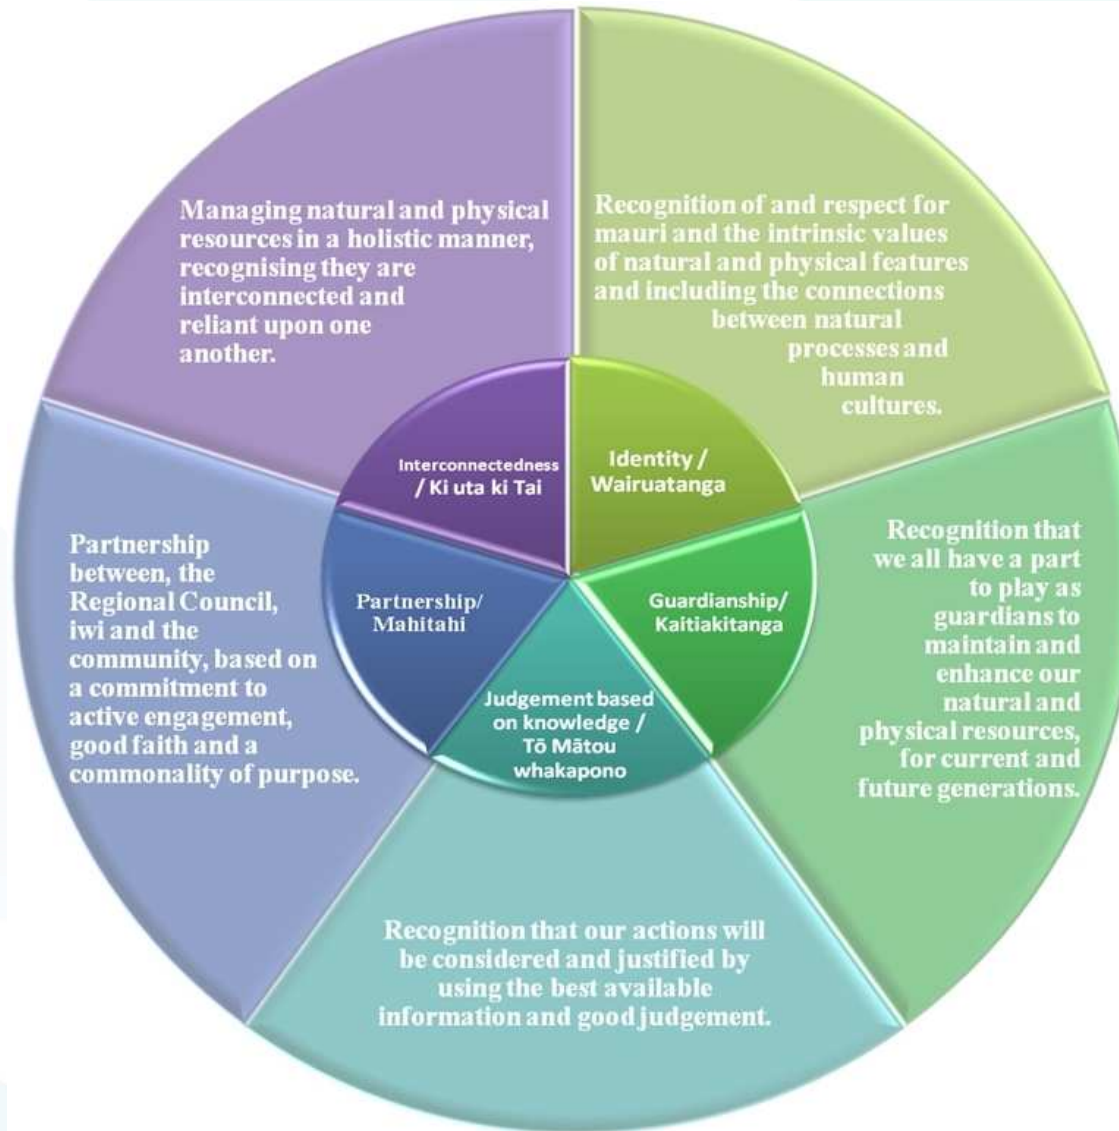 Managing natural and physical
resources in a holistic manner,
recognising they are
interconnected and
reliant upon one
another.
Recognition of and respect for
mauri and the intrinsic values
of natural and physical features
and including the connections
between natural
processes and
human
cultures.
Interconnectedness
/ Ki uta ki Tai
Identity /
Wairuatanga
Partnership
between, the
Regional Council,
iwi and the
community, based on
a commitment to
active engagement,
good faith and a
commonality of purpose.
Partnership/
Mahitahi
Guardianship/
Kaitiakitanga
Recognition that
we all have a part
to play as
guardians to
maintain and
enhance our
natural and
physical resources,
for current and
future generations.
Judgement based
on knowledge /
Tō Mātou
whakapono
Recognition that our actions will
be considered and justified by
using the best available
information and good judgement.